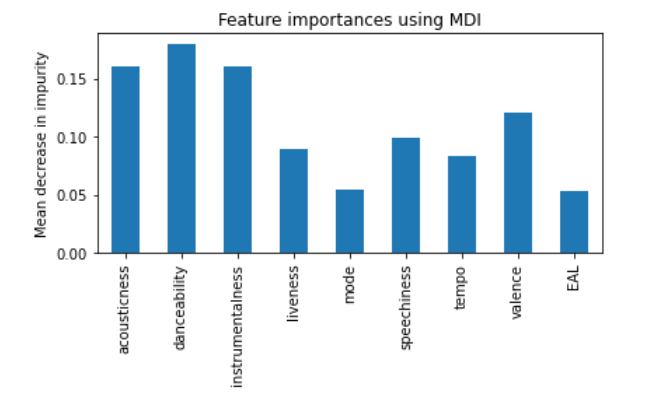 Feature importances using MDI
Mean decrease in impurity
0.15
0.10
0.05
0.00
acousticness
danceability
instrumentalness
liveness
mode
speechiness
tempo
valence
EAL